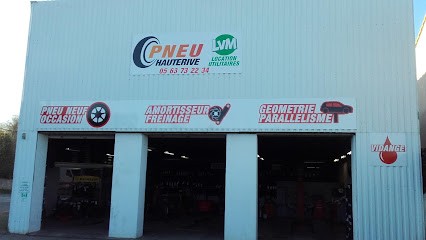 PNEU
HAUTERIVE
05 63 73 22 34
LVM
LOCATION
UTILITAIRES
PNEU NEUF
OCCASION
AMORTISSEUR
FREINAGE
GEOMETRIE
PARALLELISME
VIDANGE